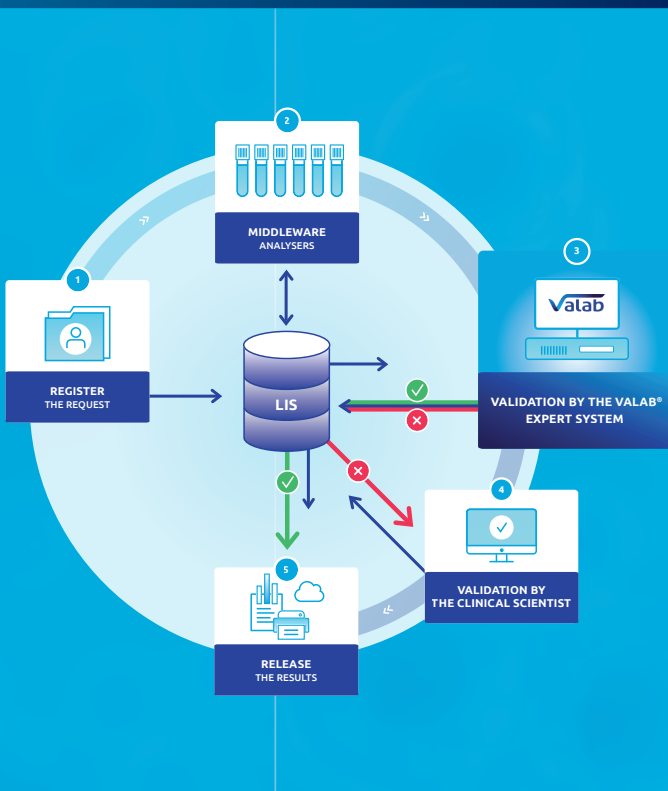 1
REGISTER
THE REQUEST
2
MIDDLEWARE
ANALYSERS
LIS
3
Valab
VALIDATION BY THE VALAB®
EXPERT SYSTEM
4
VALIDATION BY
THE CLINICAL SCIENTIST
5
RELEASE
THE RESULTS